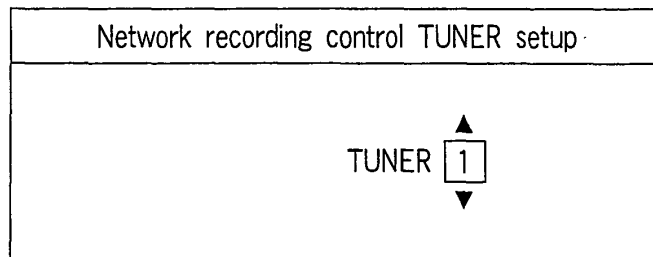 Network recording control TUNER setup
▲
TUNER 1
▼